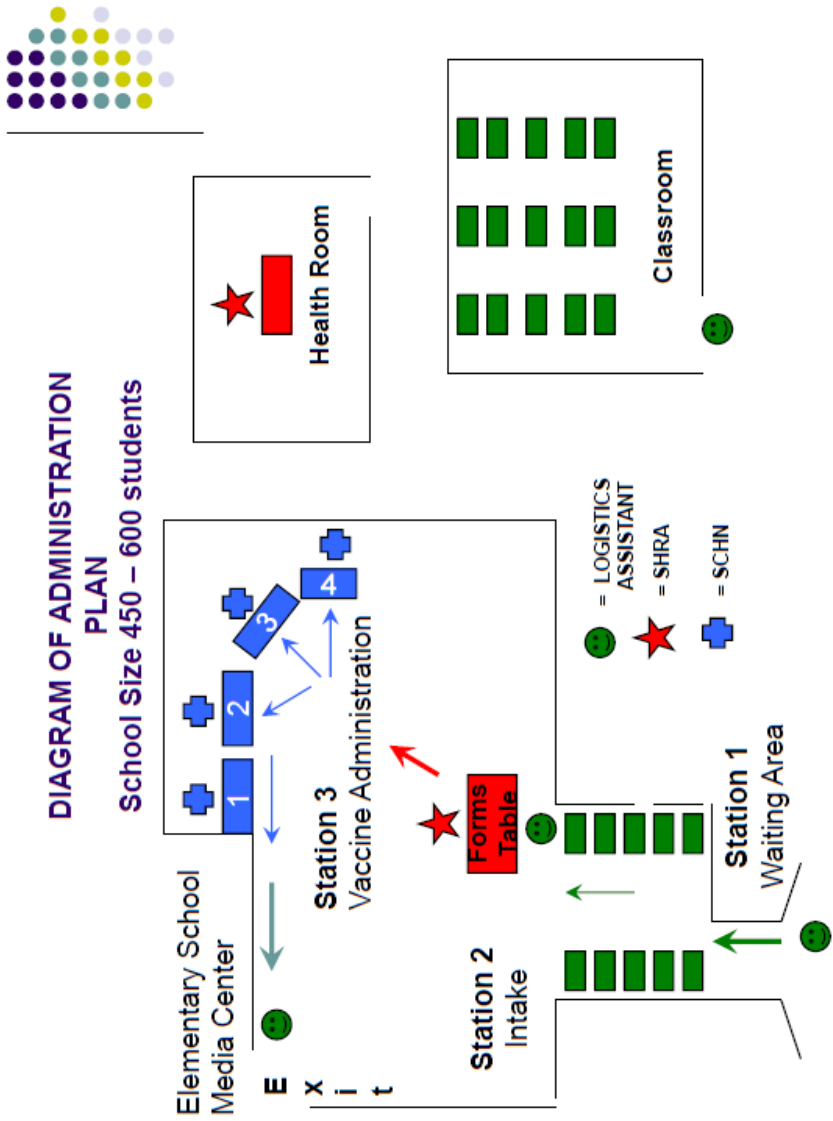 DIAGRAM OF ADMINISTRATION
PLAN
School Size 450 – 600 students
Elementary School
Media Center
Exit
1
2
3
4
Station 3
Vaccine Administration
Health Room
Forms
Table
Station 2
Intake
Station 1
Waiting Area
= LOGISTICS
ASSISTANT
= SHRA
= SCHN
Classroom